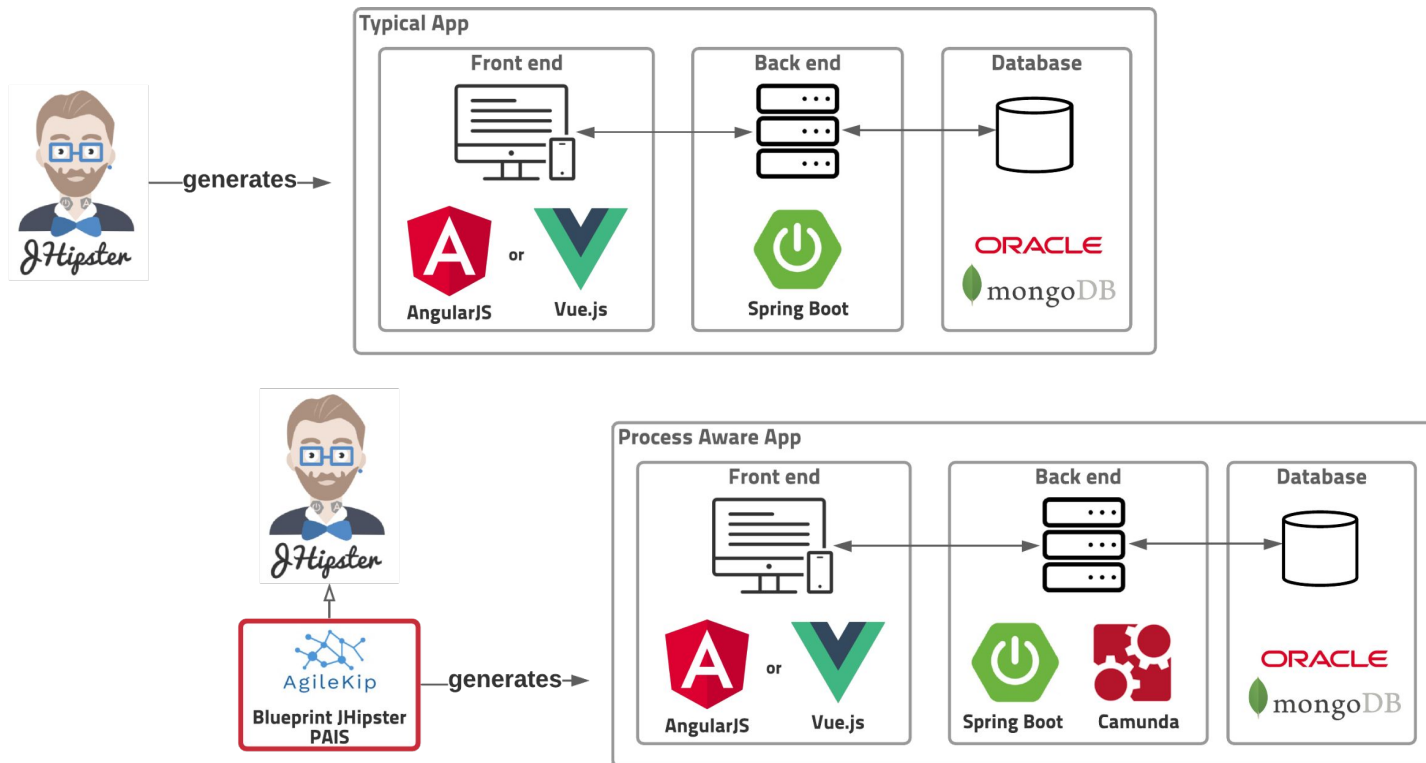 Typical App
Front end
Back end
Database
JHipster
generates
or
AngularJS
Vue.js
Spring Boot
ORACLE
mongoDB
JHipster
AgileKip
Blueprint JHipster
PAIS
generates
Process Aware App
Front end
Back end
Database
or
AngularJS
Vue.js
Spring Boot
Camunda
ORACLE
mongoDB